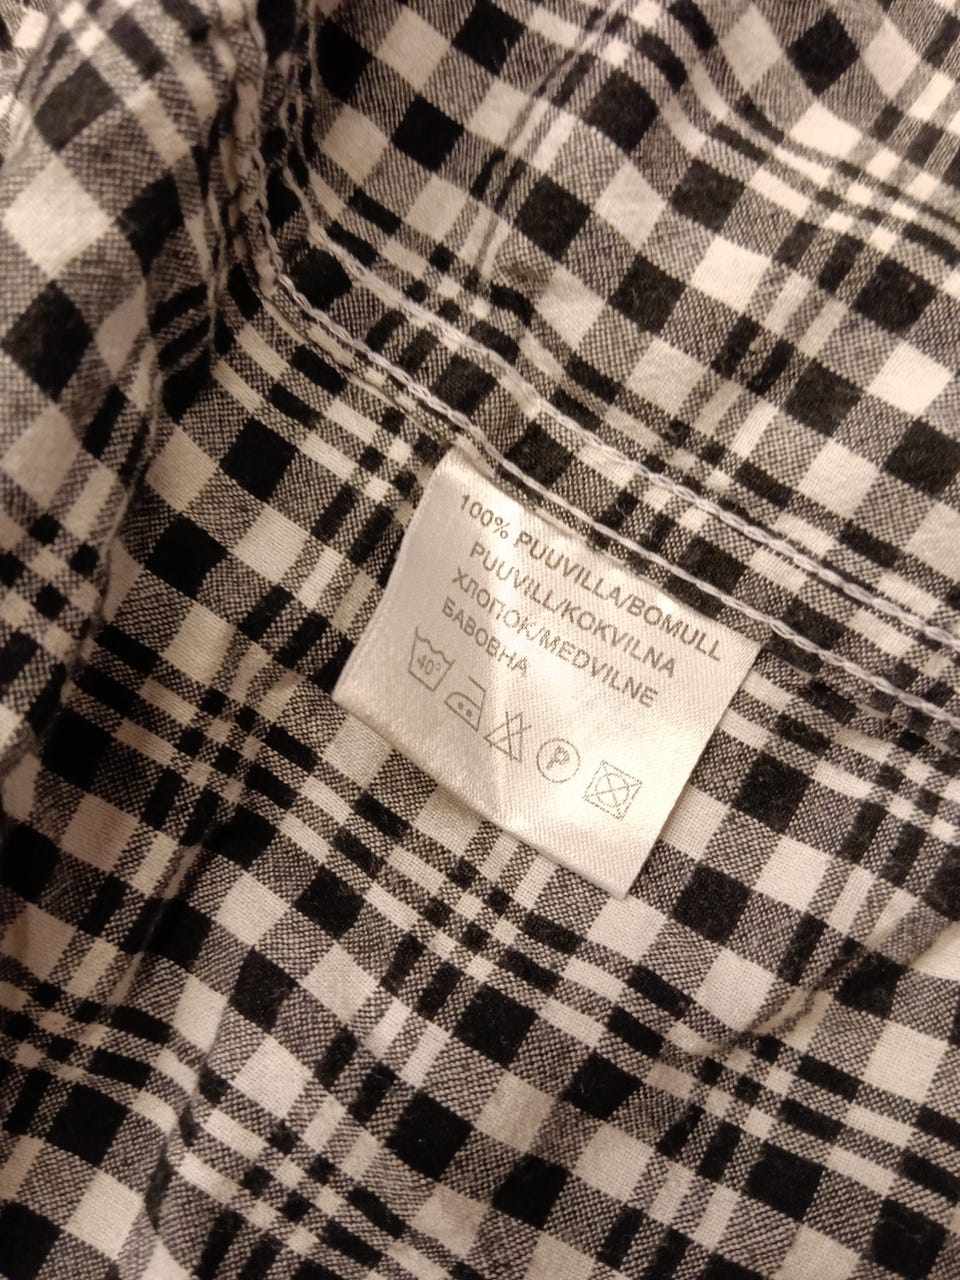 100% PUUVILLA/BOMULL
PUUVILL/KOKVILNA
ХЛОПОК/MEDVILNE
БАВОВНА
40°
P